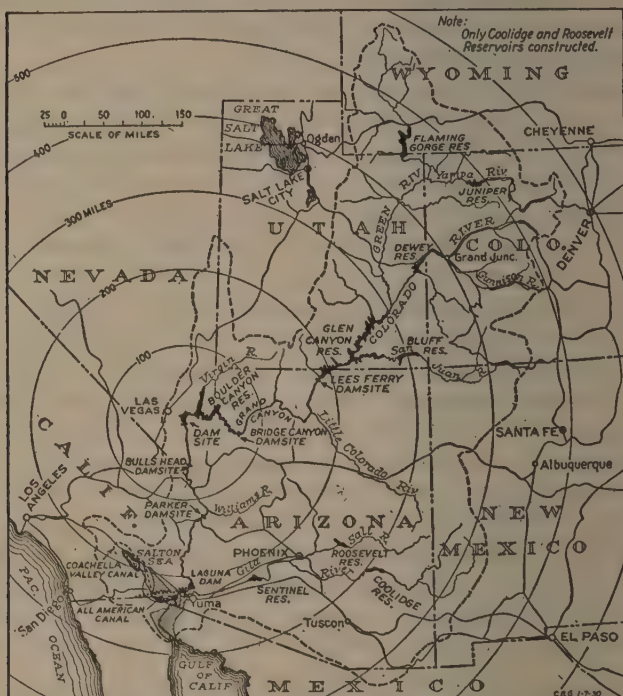 Note:
Only Coolidge and Roosevelt
Reservoirs constructed.
WYOMING
500
25 0 50 100 150
SCALE OF MILES
GREAT
SALT
LAKE
Ogden
FLAMING
GORGE RES.
CHEYENNE
400
SALT LAKE
CITY
GREEN
RIV
Yampa Riv
JUNIPER
RES.
UTAH
300 MILES
DEWEY
RES.
RIVER
COLO.
Grand Junc.
Gunnison R.
DENVER
NEVADA
200
GLEN
CANYON
RES.
COLORADO
San
Juan R.
BLUFF
RES.
100
LEES FERRY
DAMSITE
Virgin R.
BOULDER
CANYON
RES.
GRAND
CANYON
LAS
VEGAS
DAM
SITE
BRIDGE CANYON
DAMSITE
Little Colorado Riv
SANTA FE
Albuquerque
CALIF.
BULLS HEAD
DAMSITE
LOS
ANGELES
PARKER
DAMSITE
Williams R.
ARIZONA
NEW
MEXICO
SALTON
SEA
COACHELLA
VALLEY CANAL
PHOENIX
Salt R.
ROOSEVELT
RES.
Gila
River
LAGUNA
DAM
SENTINEL
RES.
COOLIDGE
RES.
PAC.
OCEAN
San Diego
ALL AMERICAN
CANAL
Yuma
Tuscon
EL PASO
GULF
OF
CALIF
MEXICO